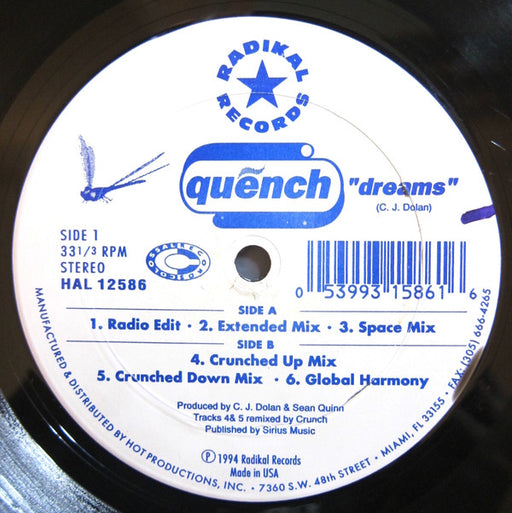 RADIKAL
RECORDS
quench "dreams"
(C. J. Dolan)
SIDE 1
33 1/3 RPM
STEREO
HAL 12586
0 53993 15861 6
SIDE A
1. Radio Edit · 2. Extended Mix · 3. Space Mix
SIDE B
4. Crunched Up Mix
5. Crunched Down Mix · 6. Global Harmony
Produced by C. J. Dolan & Sean Quinn
Tracks 4& 5 remixed by Crunch
Published by Sirius Music
℗ 1994 Radikal Records
Made in USA
MANUFACTURED & DISTRIBUTED BY HOT PRODUCTIONS, INC. · 7360 S.W. 48th STREET · MIAMI, FL 33155 · FAX: (305) 666-4265